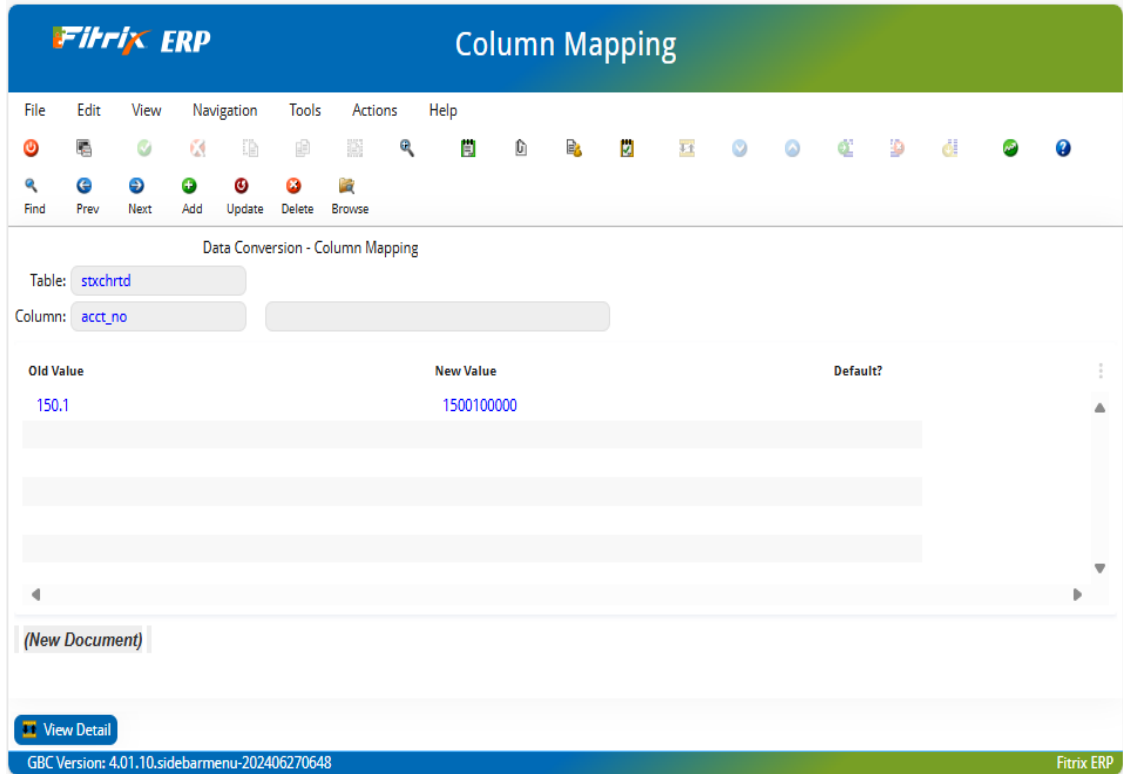 Fitrix ERP Column Mapping
File Edit View Navigation Tools Actions Help
Find Prev Next Add Update Delete Browse
Data Conversion - Column Mapping
Table: stxchrtd
Column: acct_no
Old Value New Value Default?
150.1 1500100000
(New Document)
View Detail
GBC Version: 4.01.10.sidebarmenu-202406270648 Fitrix ERP